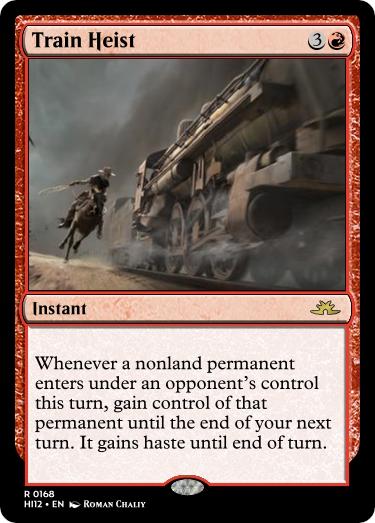 Train Heist
3
Instant
Whenever a nonland permanent
enters under an opponent's control
this turn, gain control of that
permanent until the end of your next
turn. It gains haste until end of turn.
R 0168
HI12 • EN Roman Chaliy